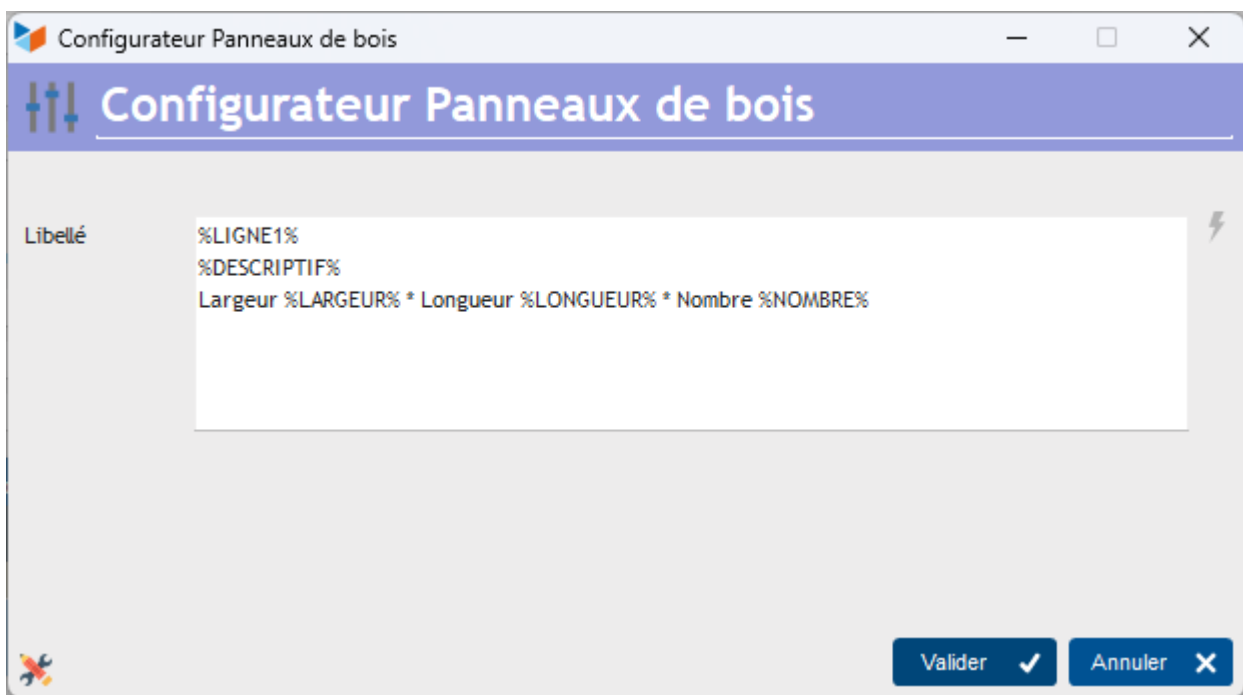 Configurateur Panneaux de bois
Configurateur Panneaux de bois
Libellé
%LIGNE1%
%DESCRIPTIF%
Largeur %LARGEUR% * Longueur %LONGUEUR% * Nombre %NOMBRE%
Valider
Annuler